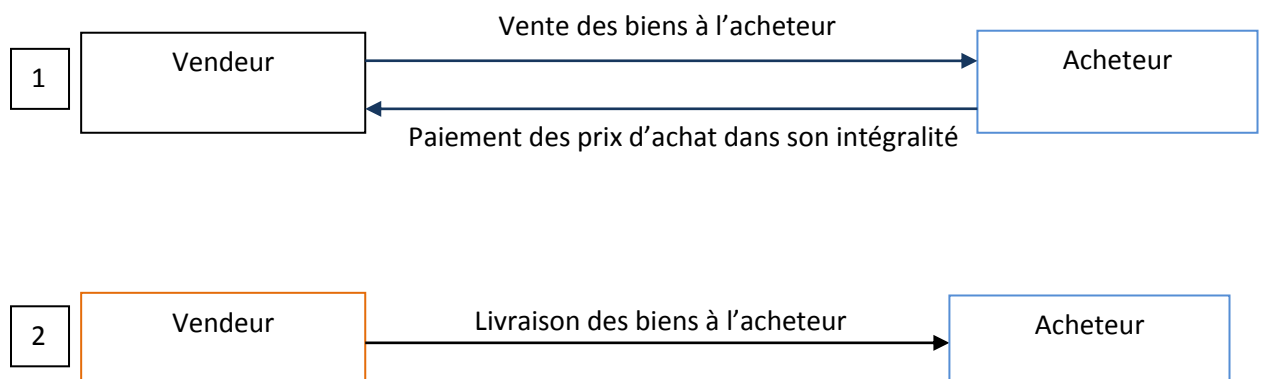 Vente des biens à l’acheteur
1
Vendeur
Acheteur
Paiement des prix d’achat dans son intégralité
2
Vendeur
Livraison des biens à l’acheteur
Acheteur